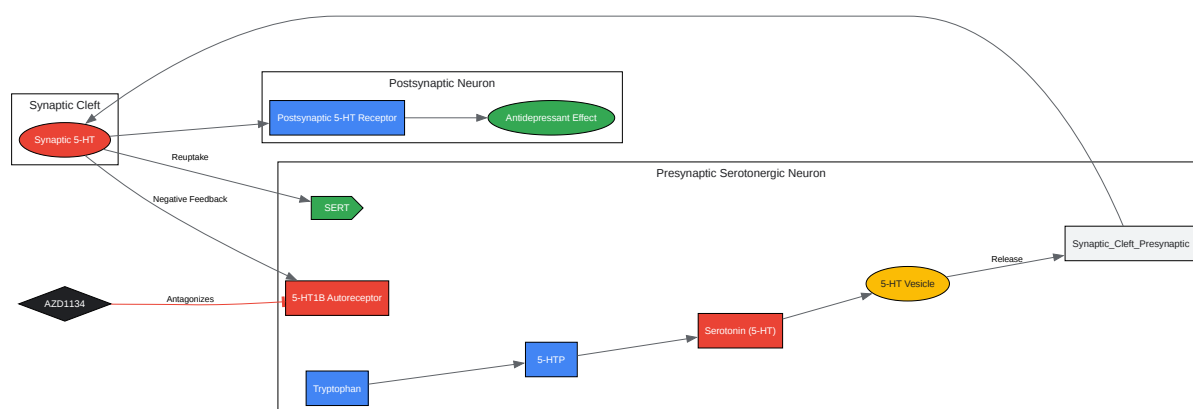 Synaptic Cleft
Synaptic 5-HT
Postsynaptic Neuron
Postsynaptic 5-HT Receptor
Antidepressant Effect
Reuptake
Negative Feedback
Presynaptic Serotonergic Neuron
SERT
Synaptic_Cleft_Presynaptic
Release
5-HT Vesicle
AZD1134
Antagonizes
5-HT1B Autoreceptor
Serotonin (5-HT)
5-HTP
Tryptophan